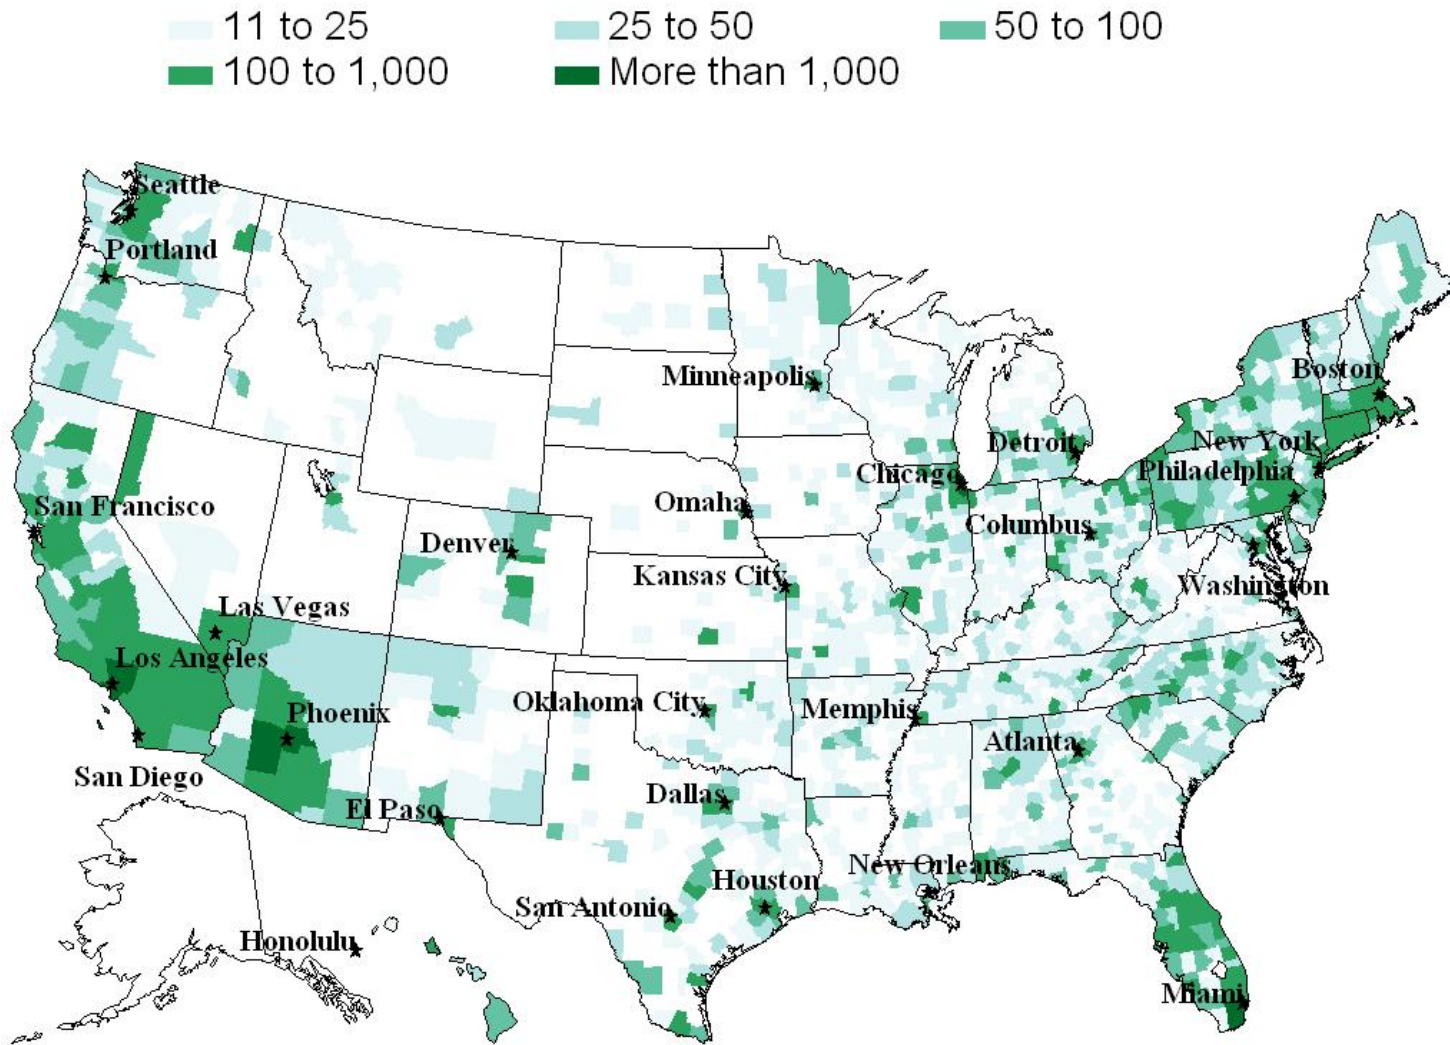 11 to 25 25 to 50 50 to 100
100 to 1,000 More than 1,000
Seattle
Portland
Minneapolis
Boston
Detroit
New York
Chicago
Philadelphia
Omaha
San Francisco
Columbus
Denver
Kansas City
Washington
Las Vegas
Los Angeles
Oklahoma City
Memphis
Phoenix
Atlanta
San Diego
Dallas
El Paso
New Orleans
Houston
San Antonio
Honolulu
Miami